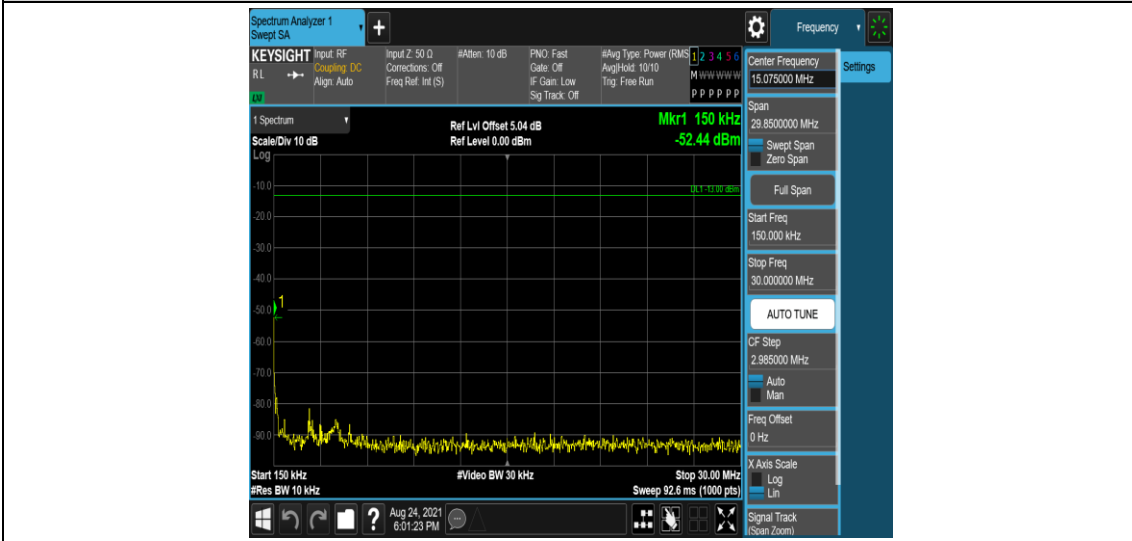 Spectrum Analyzer 1
Swept SA
+
Frequency
KEYSIGHT
RL
LXI
Input: RF
Coupling: DC
Align: Auto
Input Z: 50 Ω
Corrections: Off
Freq Ref: Int (S)
#Atten: 10 dB
PNO: Fast
Gate: Off
IF Gain: Low
Sig Track: Off
#Avg Type: Power (RMS
Avg|Hold: 10/10
Trig: Free Run
1 2 3 4 5 6
M W W W W W
P P P P P P
1 Spectrum
Scale/Div 10 dB
Log
Ref Lvl Offset 5.04 dB
Ref Level 0.00 dBm
Mkr1 150 kHz
-52.44 dBm
DL1 -13.00 dBm
-10.0
-20.0
-30.0
-40.0
-50.0
-60.0
-70.0
-80.0
-90.0
1
Start 150 kHz
#Res BW 10 kHz
#Video BW 30 kHz
Stop 30.00 MHz
Sweep 92.6 ms (1000 pts)
Center Frequency
15.075000 MHz
Settings
Span
29.8500000 MHz
Swept Span
Zero Span
Full Span
Start Freq
150.000 kHz
Stop Freq
30.000000 MHz
AUTO TUNE
CF Step
2.985000 MHz
Auto
Man
Freq Offset
0 Hz
X Axis Scale
Log
Lin
Signal Track
(Span Zoom)
?
Aug 24, 2021
6:01:23 PM